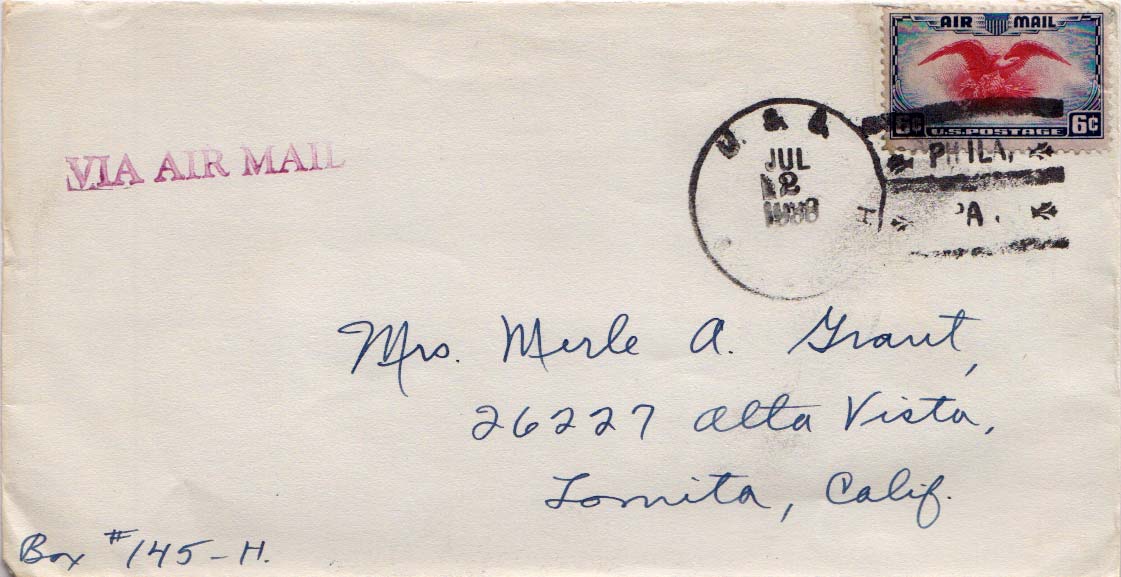 AIR MAIL
6¢ U.S. POSTAGE 6¢
VIA AIR MAIL
JUL
2
PHILA,
PA.
Mrs. Merle A. Grant,
26227 Alta Vista,
Lomita, Calif.
Box #145-H.